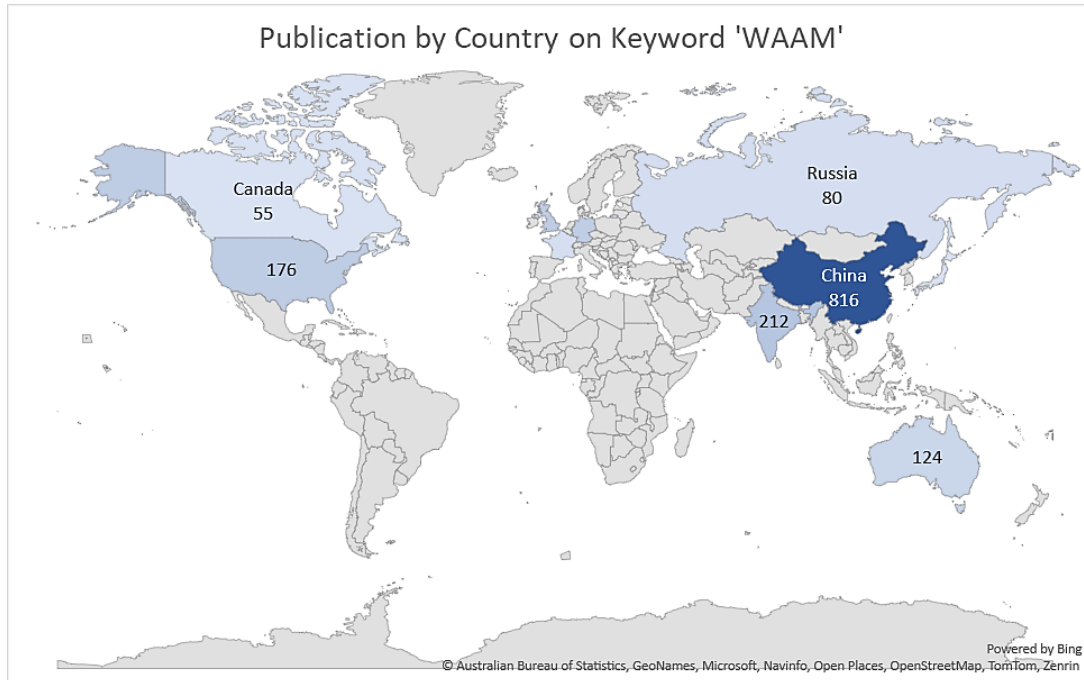 Publication by Country on Keyword 'WAAM'
Canada
55
Russia
80
176
China
816
212
124
Powered by Bing
© Australian Bureau of Statistics, GeoNames, Microsoft, Navinfo, Open Places, OpenStreetMap, TomTom, Zenrin